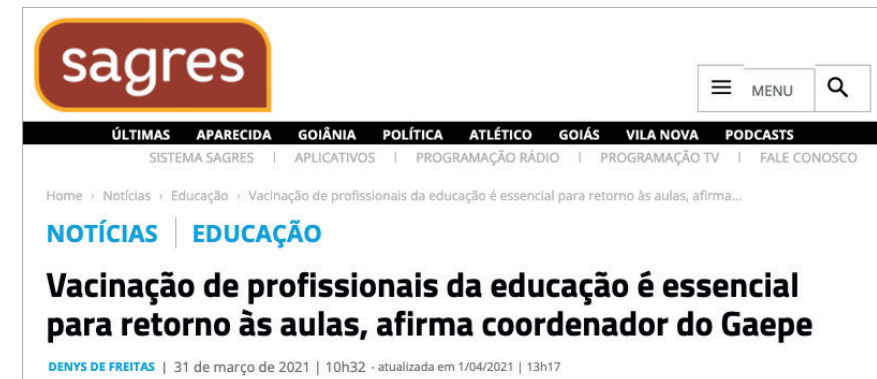 sagres
MENU
ÚLTIMAS APARECIDA GOIÂNIA POLÍTICA ATLÉTICO GOIÁS VILA NOVA PODCASTS
SISTEMA SAGRES | APLICATIVOS | PROGRAMAÇÃO RÁDIO | PROGRAMAÇÃO TV | FALE CONOSCO
Home › Notícias › Educação › Vacinação de profissionais da educação é essencial para retorno às aulas, afirma...
NOTÍCIAS | EDUCAÇÃO
Vacinação de profissionais da educação é essencial
para retorno às aulas, afirma coordenador do Gaepe
DENYS DE FREITAS | 31 de março de 2021 | 10h32 - atualizada em 1/04/2021 | 13h17